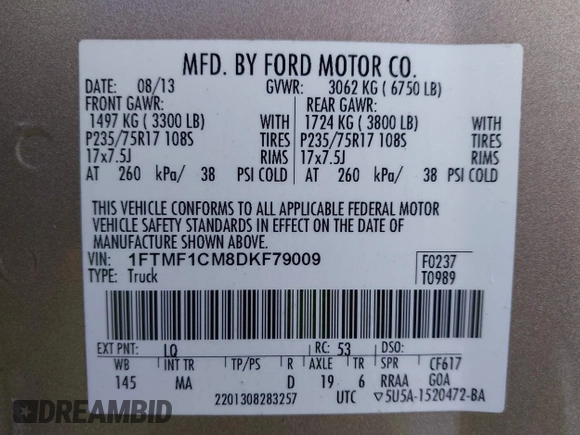 MFD. BY FORD MOTOR CO.
DATE: 08/13 GVWR: 3062 KG ( 6750 LB)
FRONT GAWR: REAR GAWR:
1497 KG ( 3300 LB) WITH 1724 KG ( 3800 LB) WITH
P235/75R17 108S TIRES P235/75R17 108S TIRES
17x7.5J RIMS 17x7.5J RIMS
AT 260 kPa/ 38 PSI COLD AT 260 kPa/ 38 PSI COLD
THIS VEHICLE CONFORMS TO ALL APPLICABLE FEDERAL MOTOR
VEHICLE SAFETY STANDARDS IN EFFECT ON THE DATE OF
MANUFACTURE SHOWN ABOVE.
VIN: 1FTMF1CM8DKF79009 F0237
TYPE: Truck T0989
EXT PNT: LQ RC: 53 DSO:
WB INT TR TP/PS R AXLE TR SPR CF617
145 MA D 19 6 RRAA GOA
2201308283257 UTC ▽5U5A-1520472-BA
DREAMBID